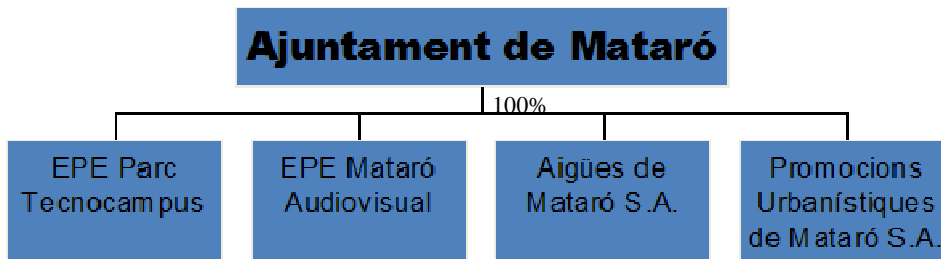 Ajuntament de Mataró
100%
EPE Parc
Tecnocampus
EPE Mataró
Audiovisual
Aigües de
Mataró S.A.
Promocions
Urbanístiques
de Mataró S.A.